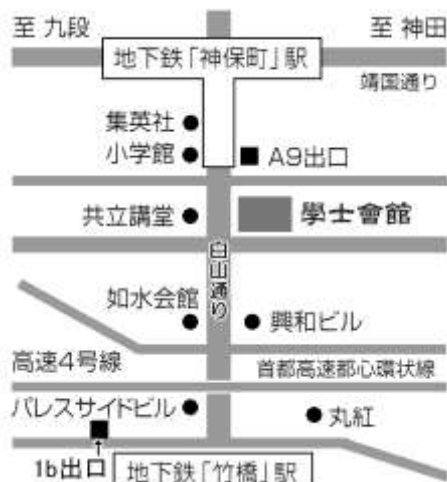 至 九段
至 神田
地下鉄「神保町」駅
靖国通り
集英社
小学館
A9出口
共立講堂
學士會館
白山通り
如水会館
興和ビル
高速4号線
首都高速都心環状線
パレスサイドビル
丸紅
1b出口
地下鉄「竹橋」駅